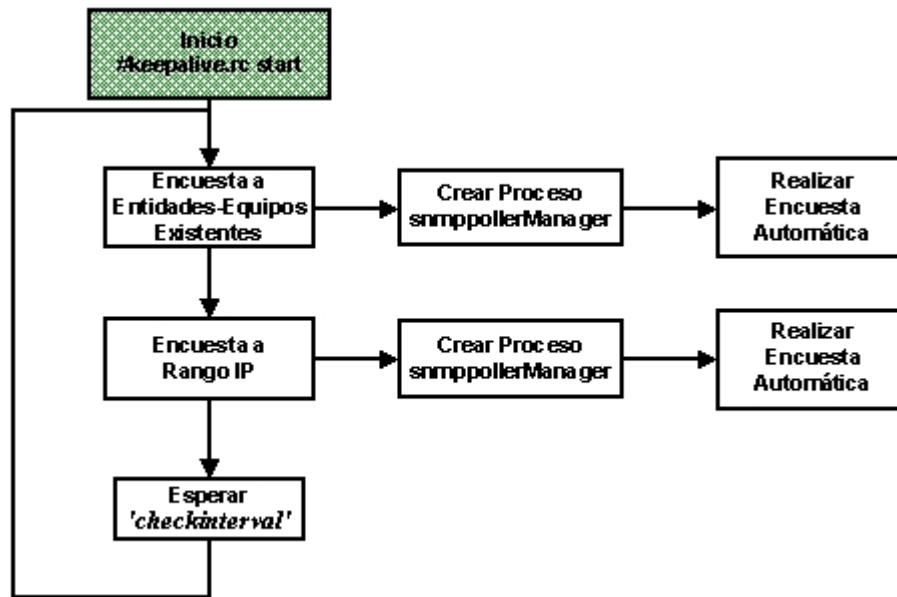 Inicio
#keepalive.rc start
Encuesta a
Entidades-Equipos
Existentes
Crear Proceso
snmppollerManager
Realizar
Encuesta
Automática
Encuesta a
Rango IP
Crear Proceso
snmppollerManager
Realizar
Encuesta
Automática
Esperar
'checkinterval'